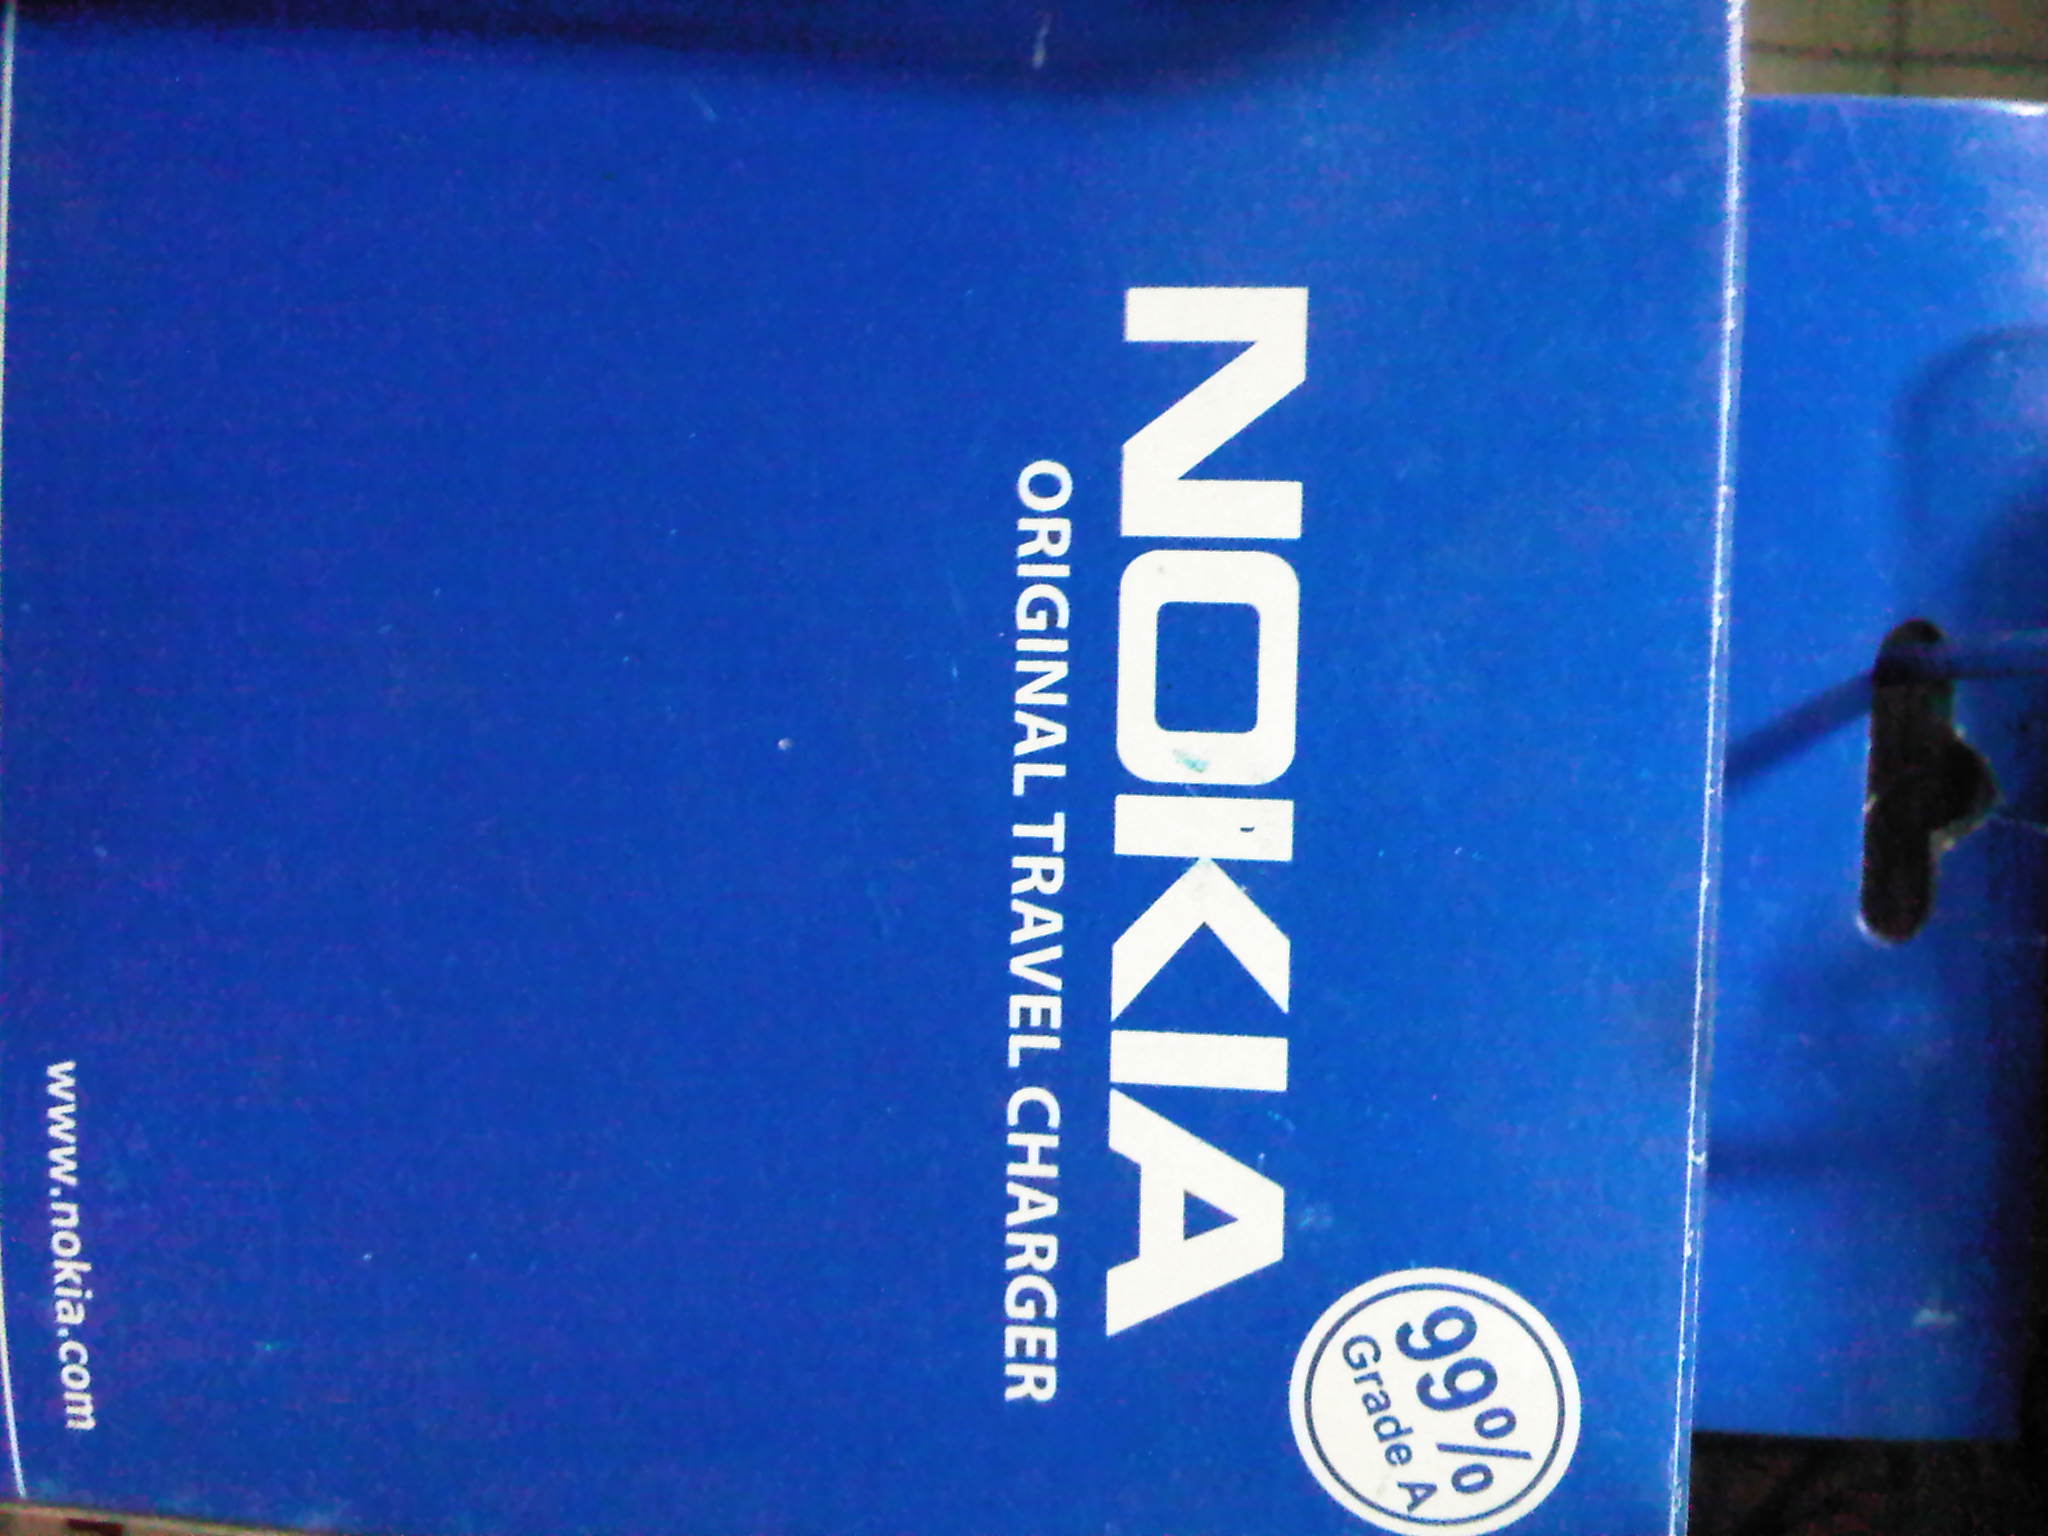 99%
Grade A
NOKIA
ORIGINAL TRAVEL CHARGER
www.nokia.com